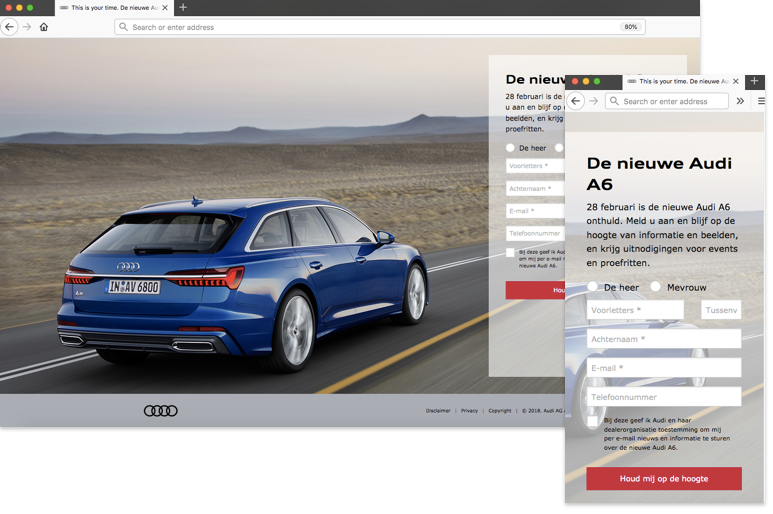 This is your time. De nieuwe Au
Search or enter address
80%
De nieuw
28 februari is de
u aan en blijf op
beelden, en krijg
proefritten.
De heer
Voorletters *
Achternaam *
E-mail *
Telefoonnummer
Bij deze geef ik Aud
om mij per e-mail n
nieuwe Audi A6.
Hou
IN AV 6800
A6
Disclaimer | Privacy | Copyright | © 2018. Audi AG A
This is your time. De nieuwe Au
Search or enter address
De nieuwe Audi
A6
28 februari is de nieuwe Audi A6
onthuld. Meld u aan en blijf op de
hoogte van informatie en beelden,
en krijg uitnodigingen voor events
en proefritten.
De heer Mevrouw
Voorletters * Tussenv
Achternaam *
E-mail *
Telefoonnummer
Bij deze geef ik Audi en haar
dealerorganisatie toestemming om mij
per e-mail nieuws en informatie te sturen
over de nieuwe Audi A6.
Houd mij op de hoogte